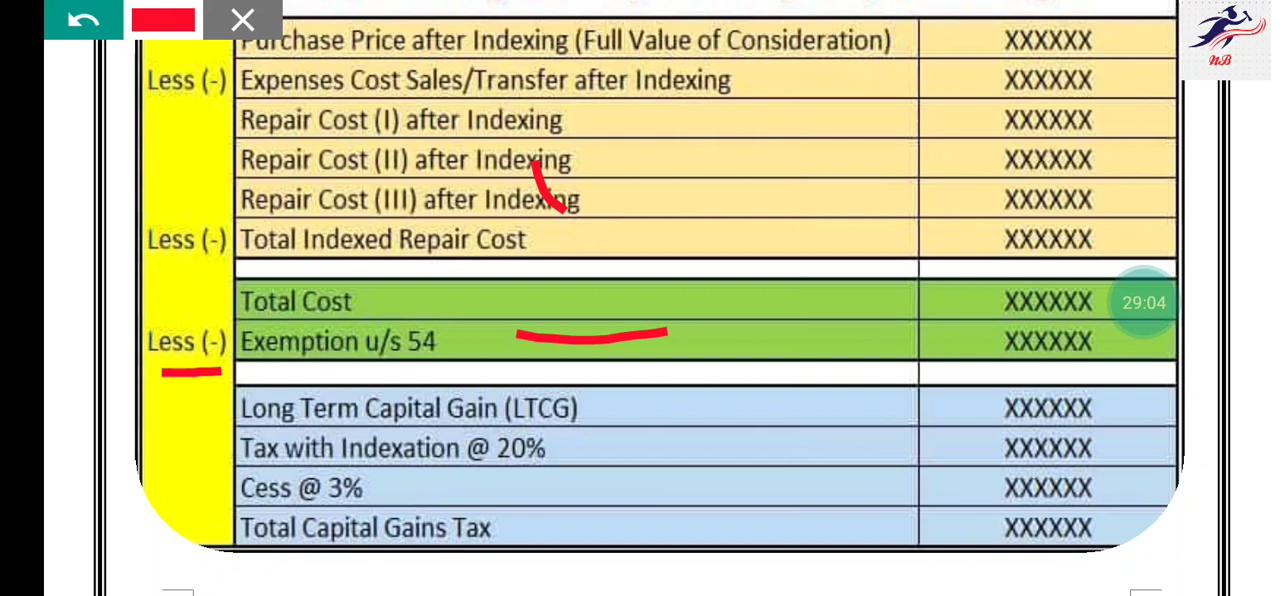 Purchase Price after Indexing (Full Value of Consideration) XXXXXX
Less (-) Expenses Cost Sales/Transfer after Indexing XXXXXX
Repair Cost (I) after Indexing XXXXXX
Repair Cost (II) after Indexing XXXXXX
Repair Cost (III) after Indexing XXXXXX
Less (-) Total Indexed Repair Cost XXXXXX
Total Cost XXXXXX 29:04
Less (-) Exemption u/s 54 XXXXXX
Long Term Capital Gain (LTCG) XXXXXX
Tax with Indexation @ 20% XXXXXX
Cess @ 3% XXXXXX
Total Capital Gains Tax XXXXXX
NB